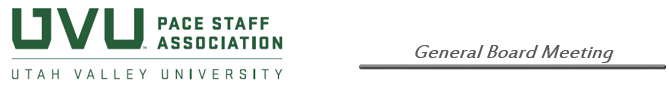 UVU PACE STAFF
ASSOCIATION
UTAH VALLEY UNIVERSITY
General Board Meeting